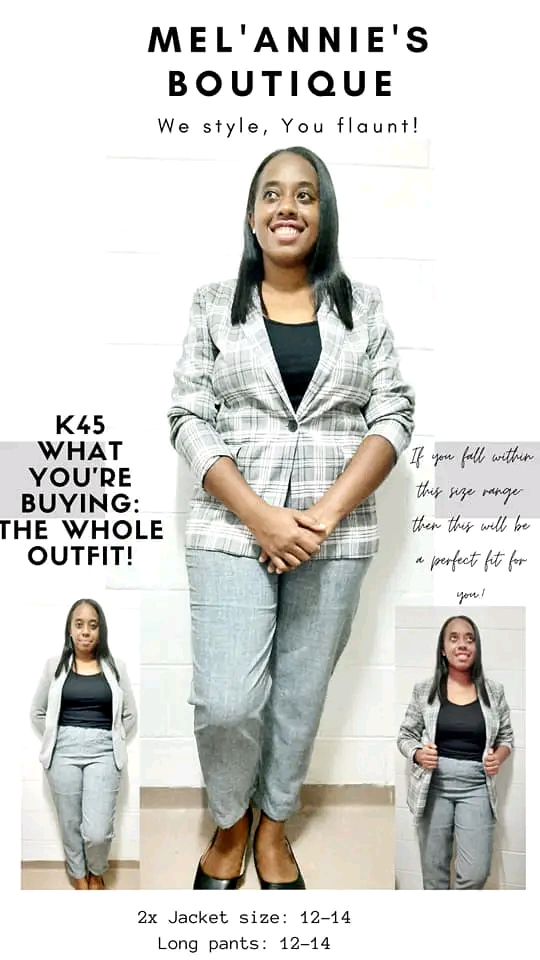 MEL'ANNIE'S
BOUTIQUE
We style, You flaunt!
K45
WHAT
YOU'RE
BUYING:
THE WHOLE
OUTFIT!
If you fall within
this size range
then this will be
a perfect fit for
you!
2x Jacket size: 12-14
Long pants: 12-14